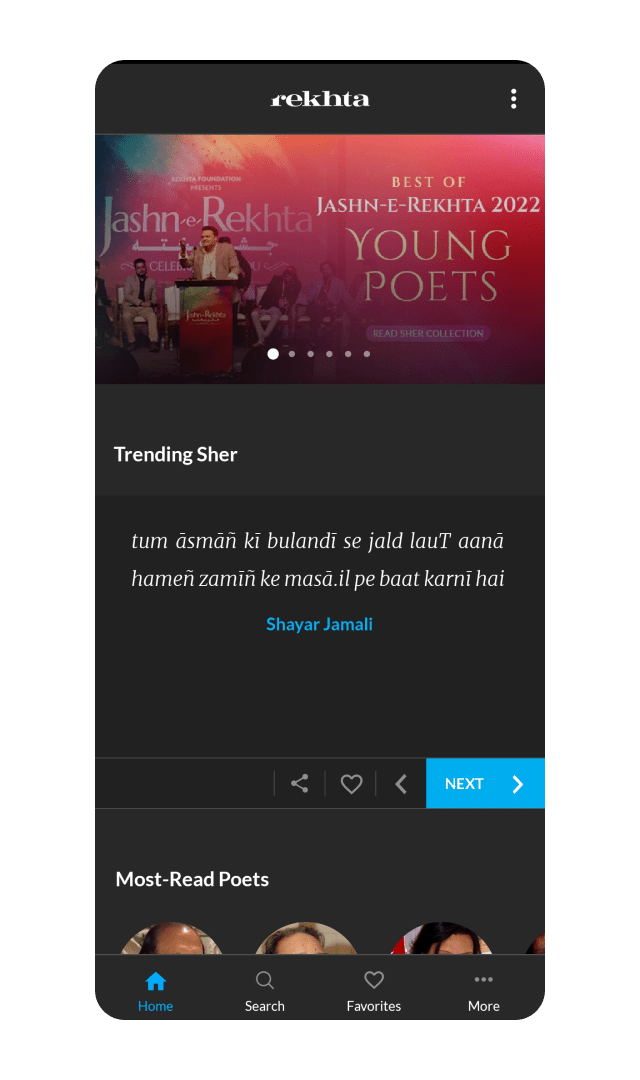 rekhta
REKHTA FOUNDATION
PRESENTS
Jashn-e-Rekhta
BEST OF
JASHN-E-REKHTA 2022
YOUNG
POETS
READ SHER COLLECTION
Jashn-e-Rekhta
Trending Sher
tum āsmāñ kī bulandī se jald lauT aanā
hameñ zamīñ ke masā.il pe baat karnī hai
Shayar Jamali
NEXT
Most-Read Poets
Home
Search
Favorites
More